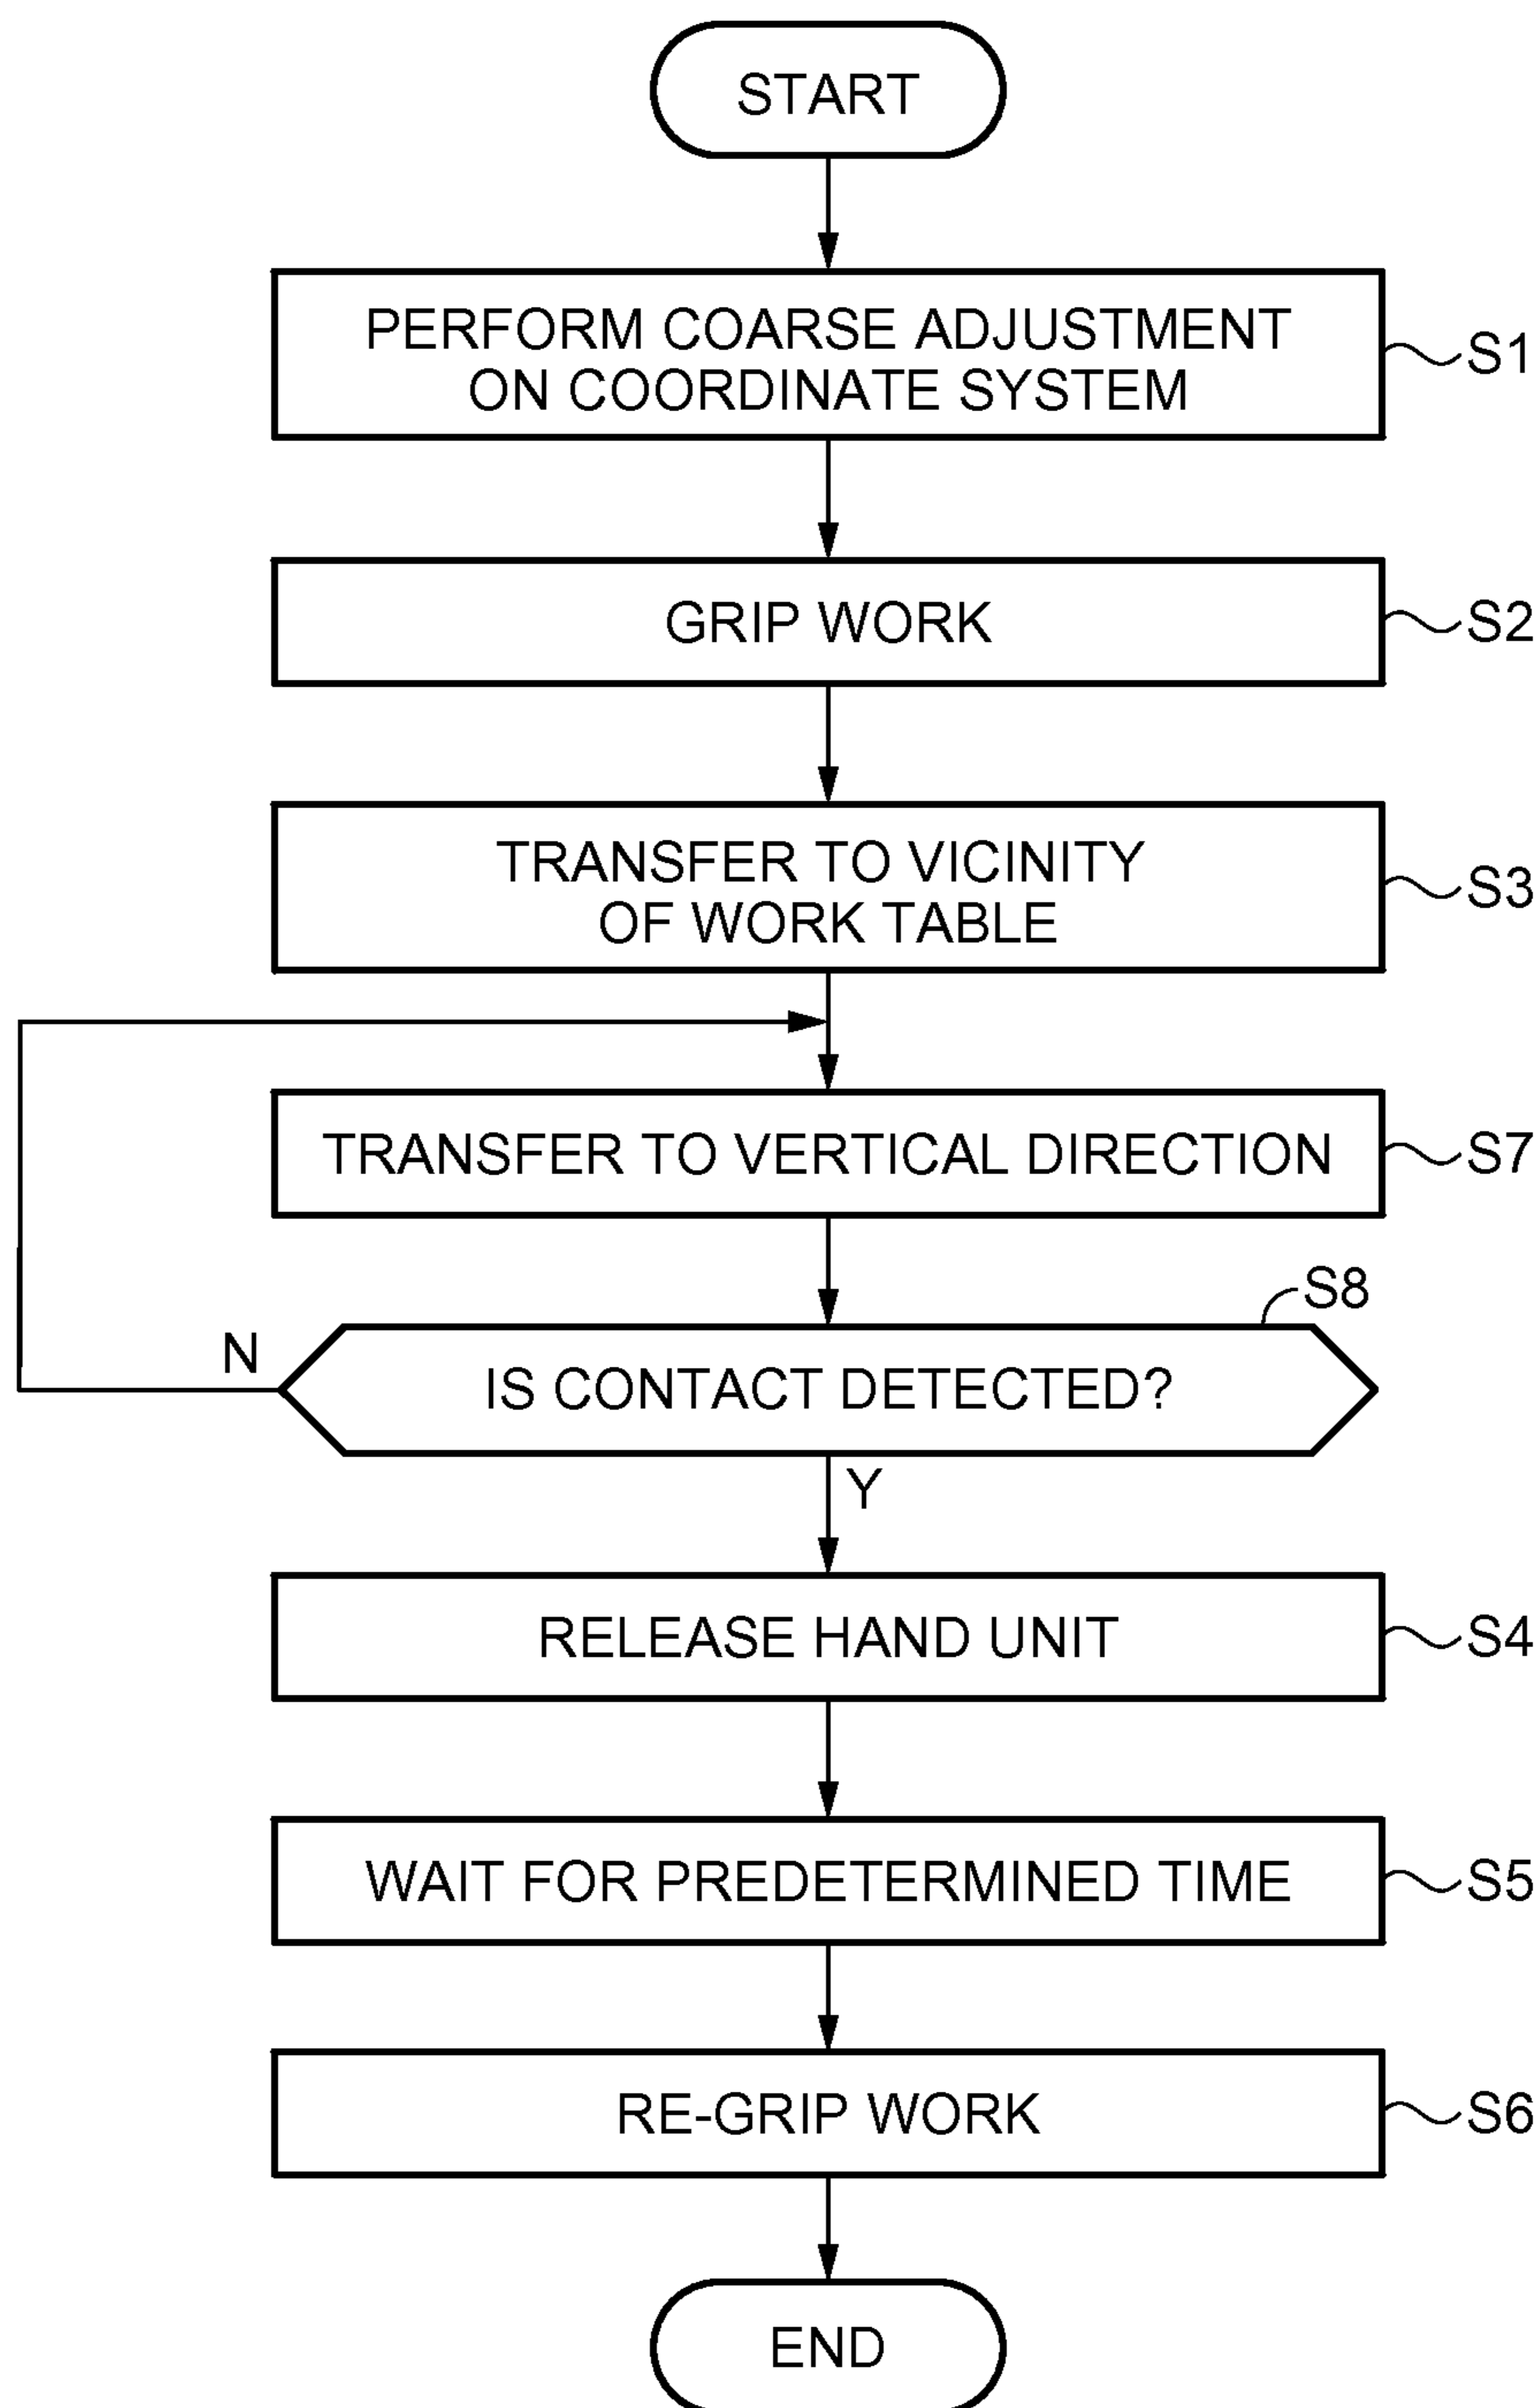 START
PERFORM COARSE ADJUSTMENT
ON COORDINATE SYSTEM
S1
GRIP WORK
S2
TRANSFER TO VICINITY
OF WORK TABLE
S3
TRANSFER TO VERTICAL DIRECTION
S7
S8
N
IS CONTACT DETECTED?
Y
RELEASE HAND UNIT
S4
WAIT FOR PREDETERMINED TIME
S5
RE-GRIP WORK
S6
END